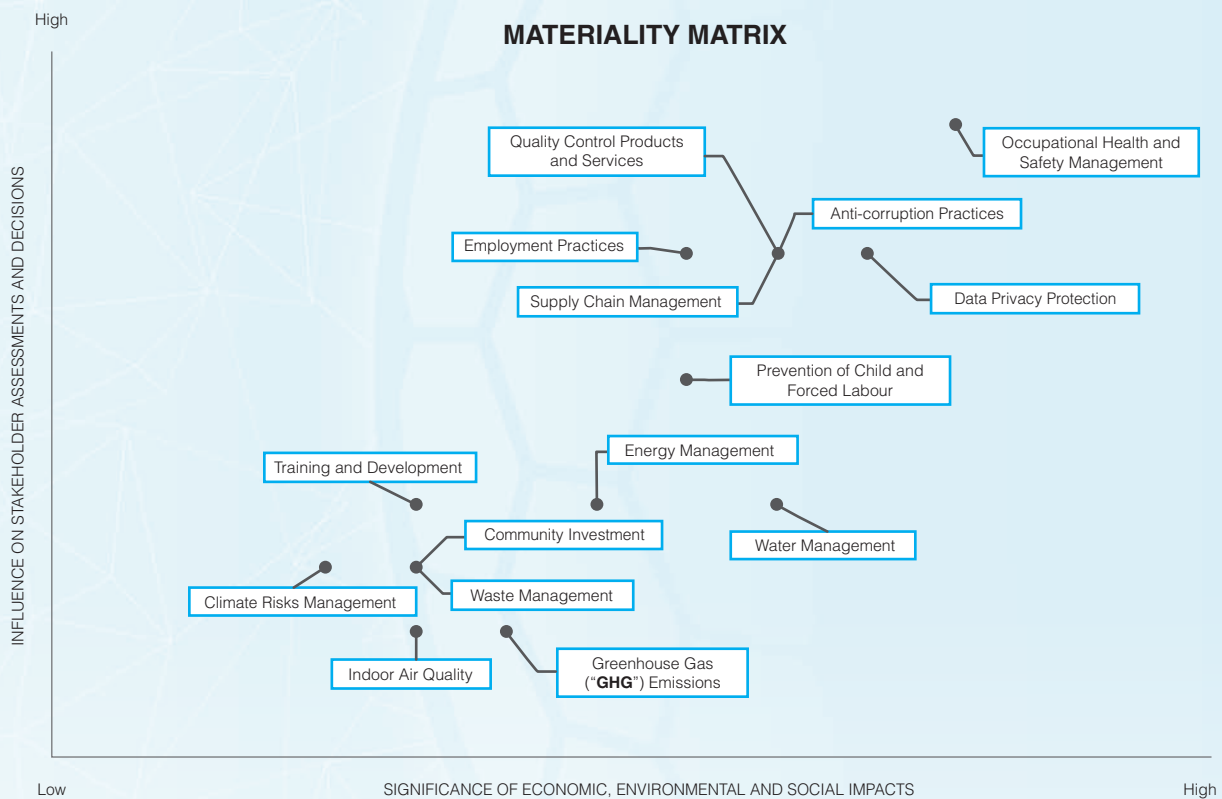 High
MATERIALITY MATRIX
INFLUENCE ON STAKEHOLDER ASSESSMENTS AND DECISIONS
Quality Control Products
and Services
Occupational Health and
Safety Management
Anti-corruption Practices
Employment Practices
Supply Chain Management
Data Privacy Protection
Prevention of Child and
Forced Labour
Energy Management
Training and Development
Community Investment
Water Management
Climate Risks Management
Waste Management
Indoor Air Quality
Greenhouse Gas
(“GHG”) Emissions
Low
SIGNIFICANCE OF ECONOMIC, ENVIRONMENTAL AND SOCIAL IMPACTS
High